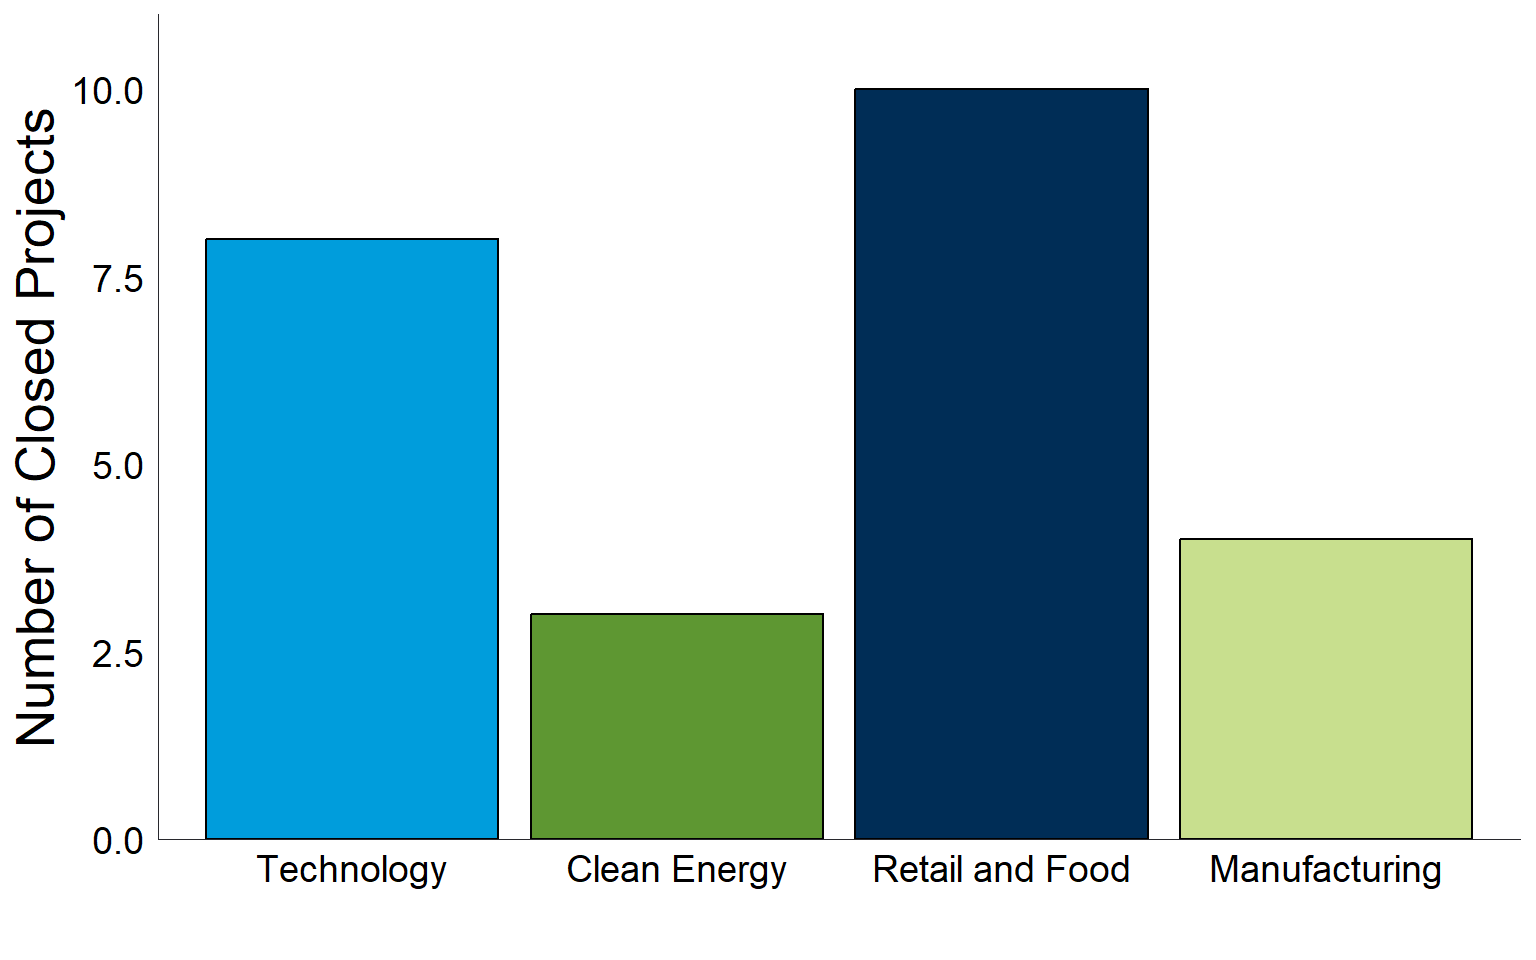 Number of Closed Projects
10.0
7.5
5.0
2.5
0.0
Technology
Clean Energy
Retail and Food
Manufacturing